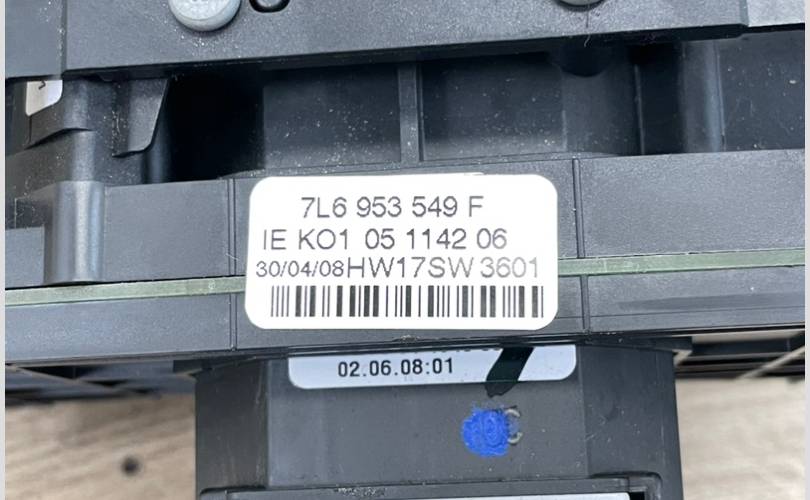 7L6 953 549 F
IE KO1 05 1142 06
30/04/08HW17SW 3601
02.06.08:01